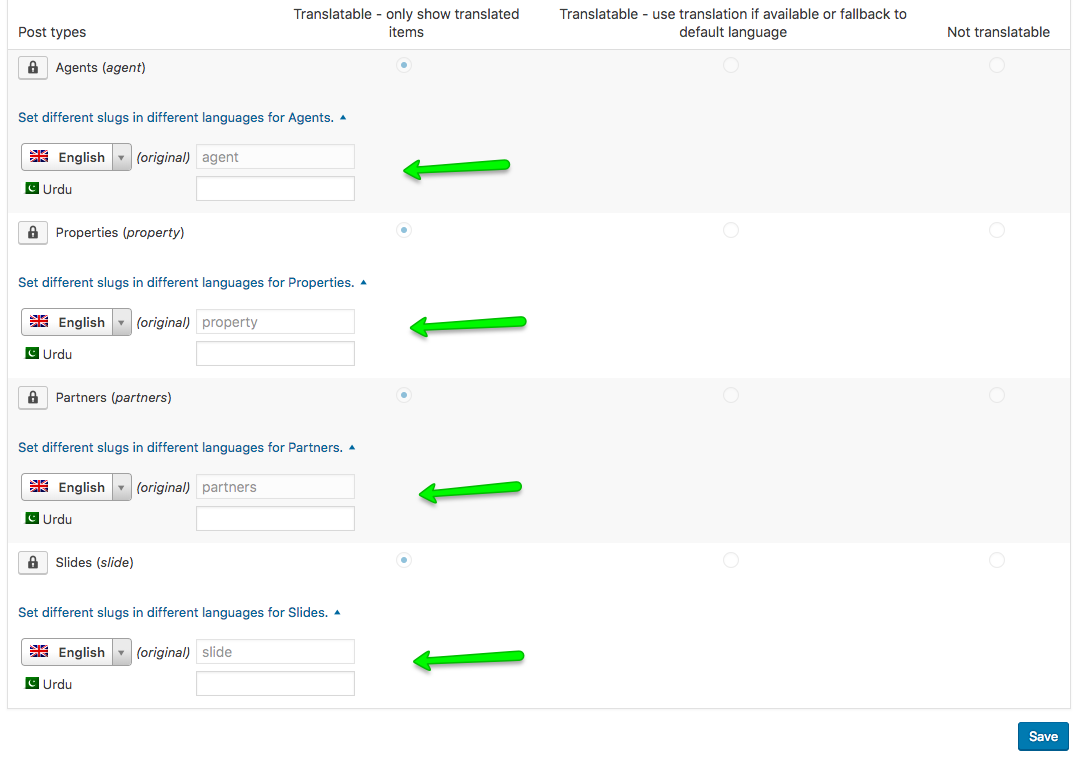 Post types
Translatable - only show translated items
Translatable - use translation if available or fallback to default language
Not translatable
Agents (agent)
Set different slugs in different languages for Agents.
English (original) agent
Urdu
Properties (property)
Set different slugs in different languages for Properties.
English (original) property
Urdu
Partners (partners)
Set different slugs in different languages for Partners.
English (original) partners
Urdu
Slides (slide)
Set different slugs in different languages for Slides.
English (original) slide
Urdu
Save